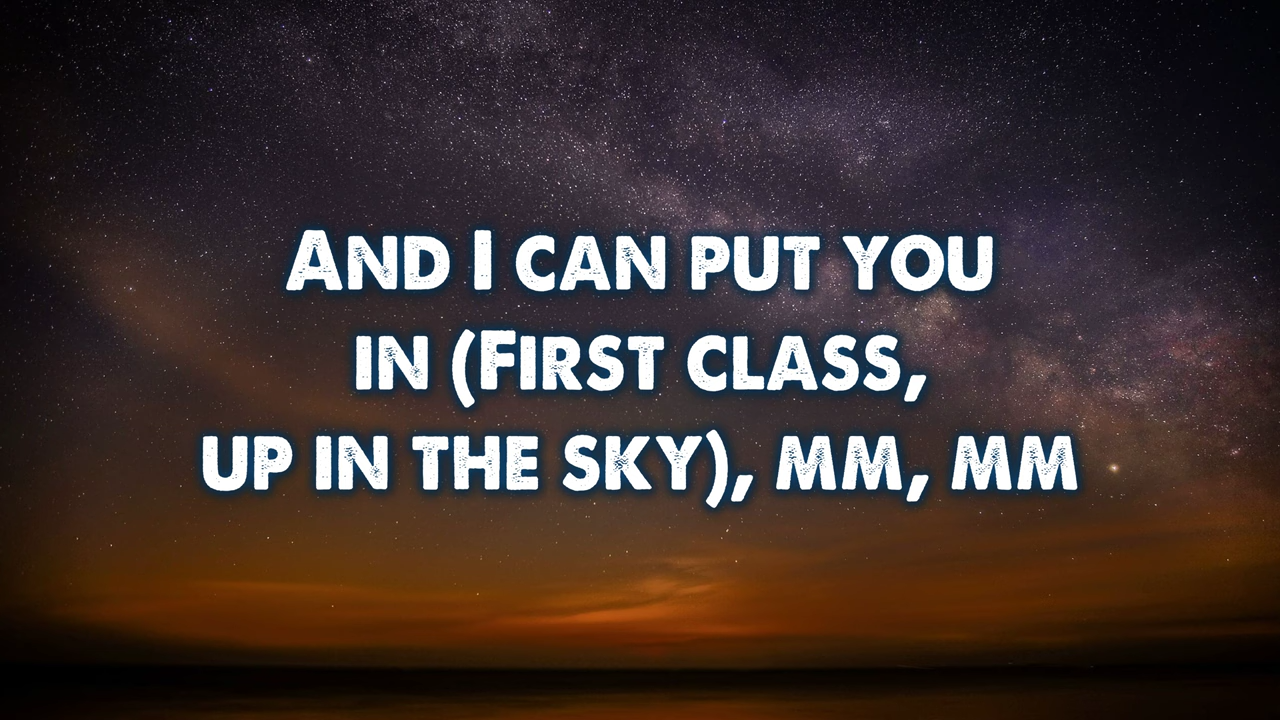 And I can put you
in (First class,
up in the sky), mm, mm